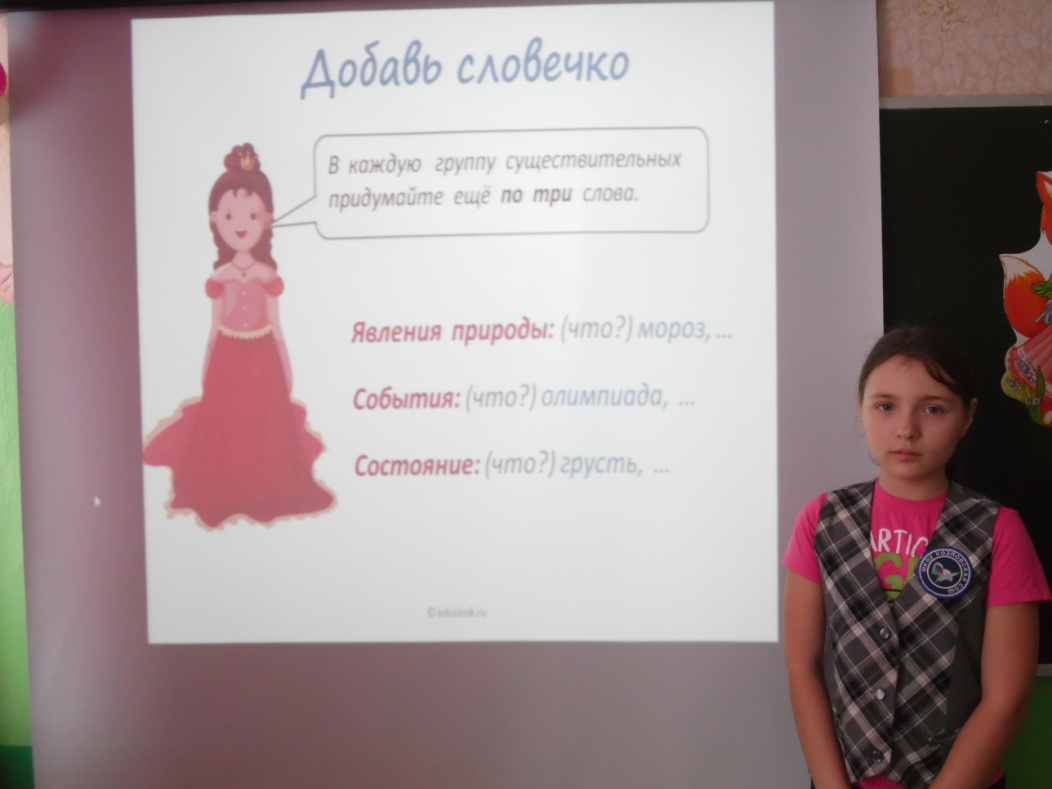 Добавь словечко
В каждую группу существительных
придумайте ещё по три слова.
Явления природы: (что?) мороз, ...
События: (что?) олимпиада, ...
Состояние: (что?) грусть, ...